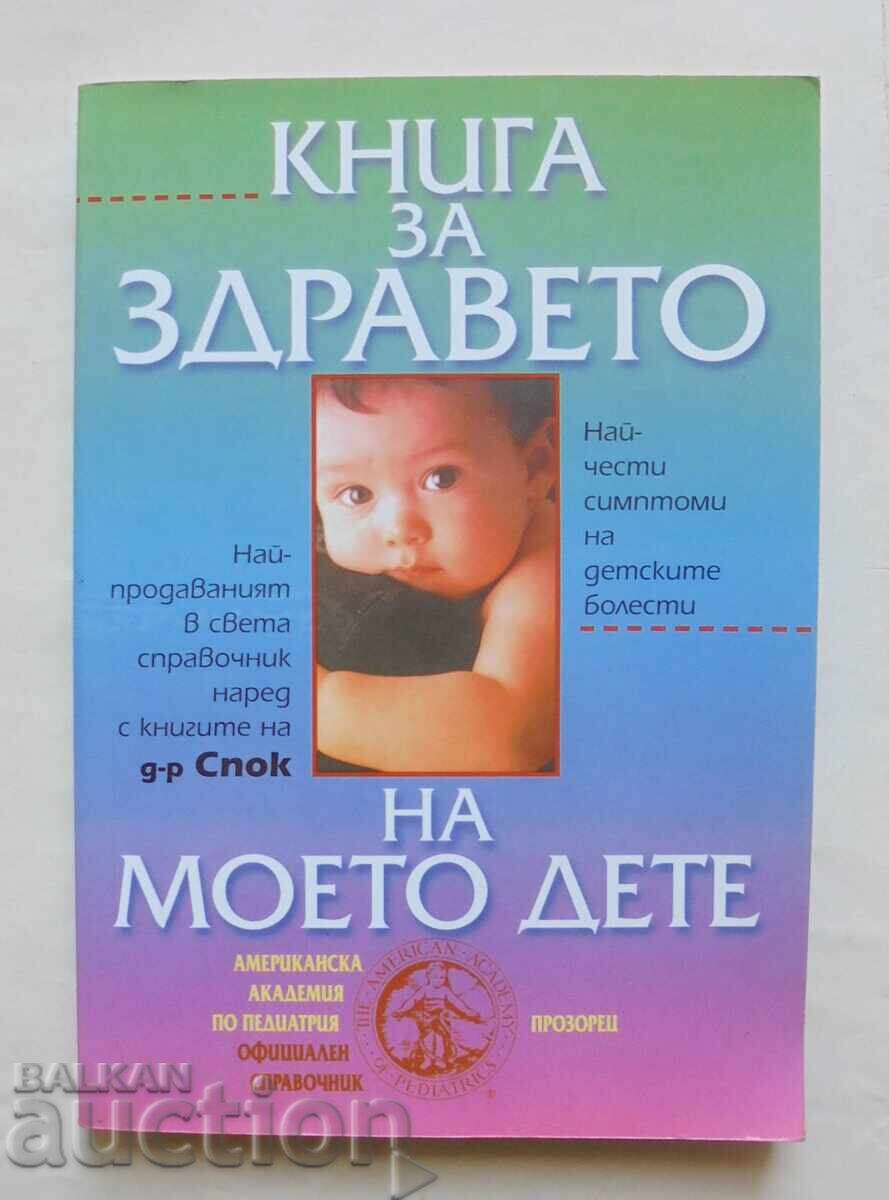 КНИГА
ЗА
ЗДРАВЕТО
Най-
чести
симптоми
на
детските
болести
Най-
продаваният
в света
справочник
наред
с книгите на
д-р Спок
НА
МОЕТО ДЕТЕ
АМЕРИКАНСКА
АКАДЕМИЯ
ПО ПЕДИАТРИЯ
ОФИЦИАЛЕН
СПРАВОЧНИК
THE · AMERICAN · ACADEMY
· OF · PEDIATRICS ·
®
ПРОЗОРЕЦ
BALKAN
auction